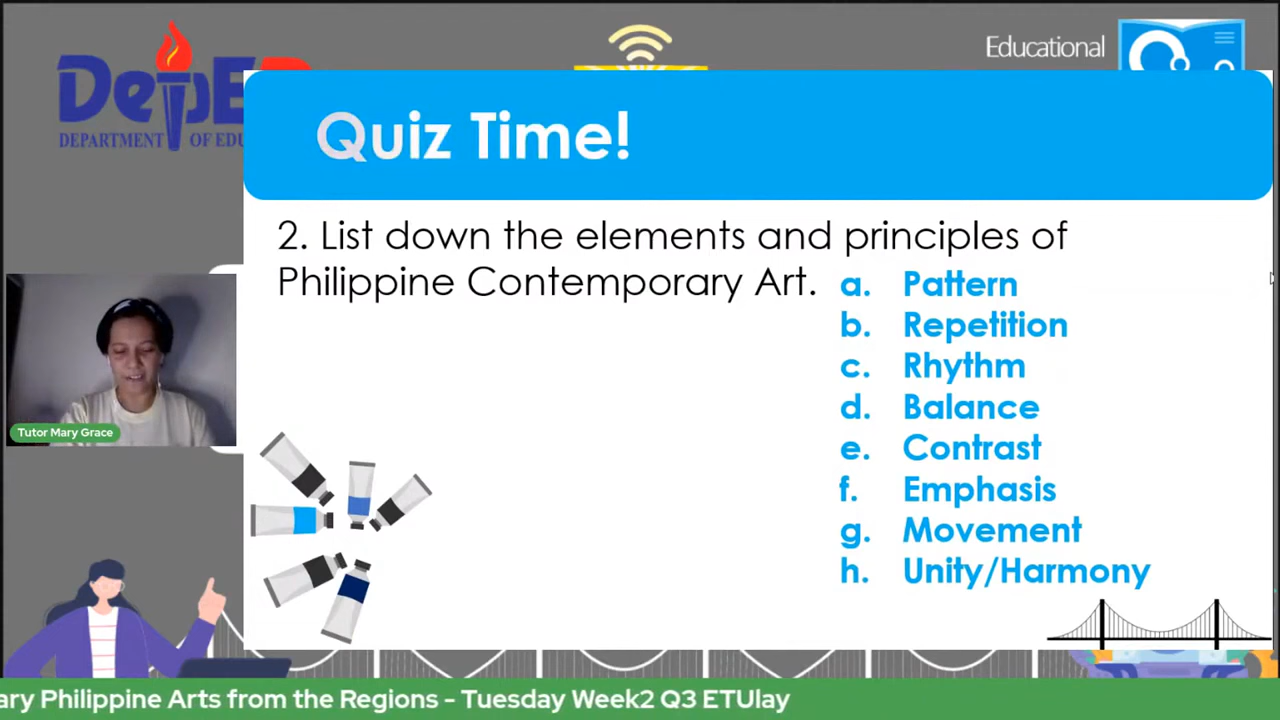 DepED
DEPARTMENT OF EDU
Educational
Quiz Time!
2. List down the elements and principles of
Philippine Contemporary Art.
a. Pattern
b. Repetition
c. Rhythm
d. Balance
e. Contrast
f. Emphasis
g. Movement
h. Unity/Harmony
Tutor Mary Grace
ary Philippine Arts from the Regions - Tuesday Week2 Q3 ETUlay